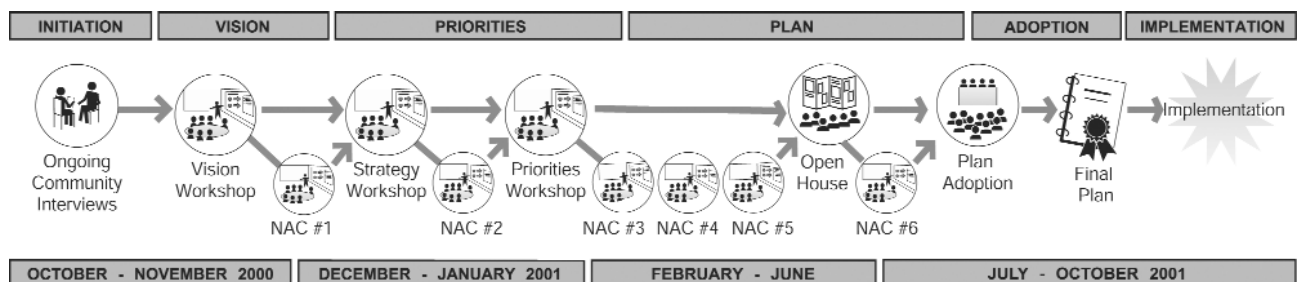 INITIATION
VISION
PRIORITIES
PLAN
ADOPTION
IMPLEMENTATION
Ongoing
Community
Interviews
Vision
Workshop
NAC #1
Strategy
Workshop
NAC #2
Priorities
Workshop
NAC #3
NAC #4
NAC #5
Open
House
NAC #6
Plan
Adoption
Final
Plan
Implementation
OCTOBER - NOVEMBER 2000
DECEMBER - JANUARY 2001
FEBRUARY - JUNE
JULY - OCTOBER 2001